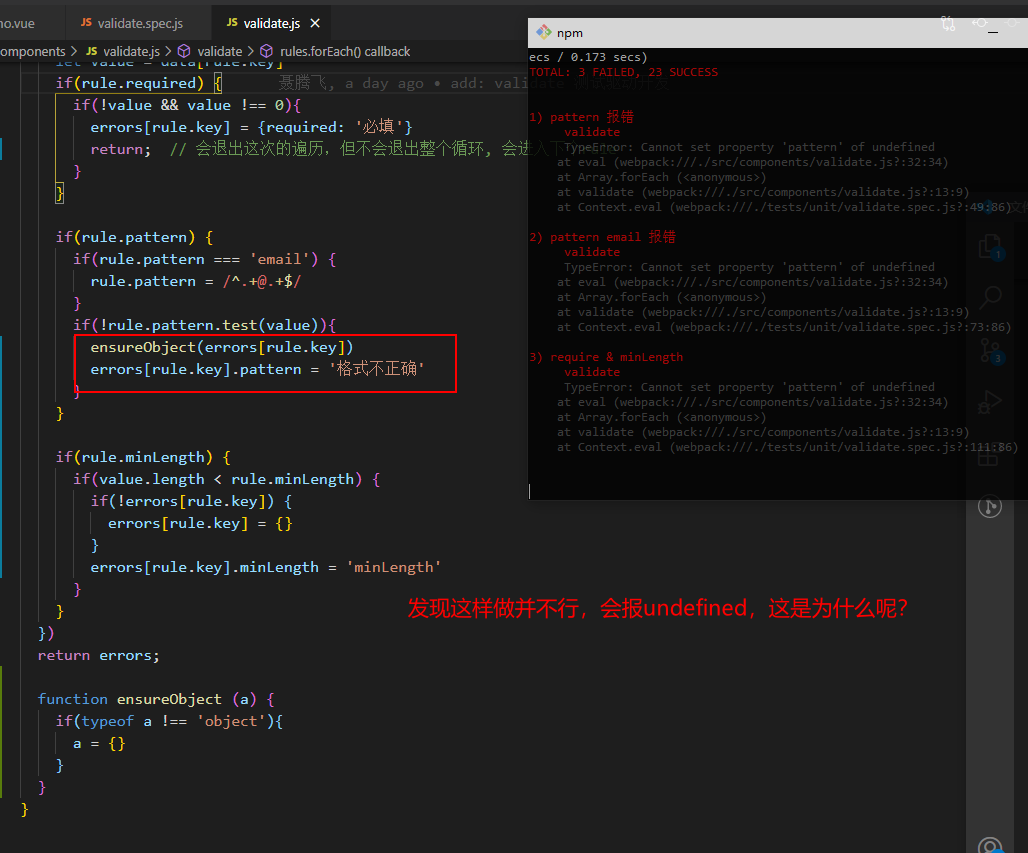 no.vue
JS validate.spec.js
JS validate.js ×
omponents > JS validate.js > validate > rules.forEach() callback
let value = data[rule.key]
if(rule.required) { 聂腾飞, a day ago • add: validate
if(!value && value !== 0){
errors[rule.key] = {required: '必填'}
return;  // 会退出这次的遍历，但不会退出整个循环, 会进入下
}
}
if(rule.pattern) {
if(rule.pattern === 'email') {
rule.pattern = /^.+@.+$/
}
if(!rule.pattern.test(value)){
ensureObject(errors[rule.key])
errors[rule.key].pattern = '格式不正确'
}
}
if(rule.minLength) {
if(value.length < rule.minLength) {
if(!errors[rule.key]) {
errors[rule.key] = {}
}
errors[rule.key].minLength = 'minLength'
}
}
})
return errors;
function ensureObject (a) {
if(typeof a !== 'object'){
a = {}
}
}
}
npm
ecs / 0.173 secs)
TOTAL: 3 FAILED, 23 SUCCESS
1) pattern 报错
validate
TypeError: Cannot set property 'pattern' of undefined
at eval (webpack:///./src/components/validate.js?:32:34)
at Array.forEach (<anonymous>)
at validate (webpack:///./src/components/validate.js?:13:9)
at Context.eval (webpack:///./tests/unit/validate.spec.js?:49:86)
2) pattern email 报错
validate
TypeError: Cannot set property 'pattern' of undefined
at eval (webpack:///./src/components/validate.js?:32:34)
at Array.forEach (<anonymous>)
at validate (webpack:///./src/components/validate.js?:13:9)
at Context.eval (webpack:///./tests/unit/validate.spec.js?:73:86)
3) require & minLength
validate
TypeError: Cannot set property 'pattern' of undefined
at eval (webpack:///./src/components/validate.js?:32:34)
at Array.forEach (<anonymous>)
at validate (webpack:///./src/components/validate.js?:13:9)
at Context.eval (webpack:///./tests/unit/validate.spec.js?:111:86)
1
3
发现这样做并不行，会报undefined，这是为什么呢？